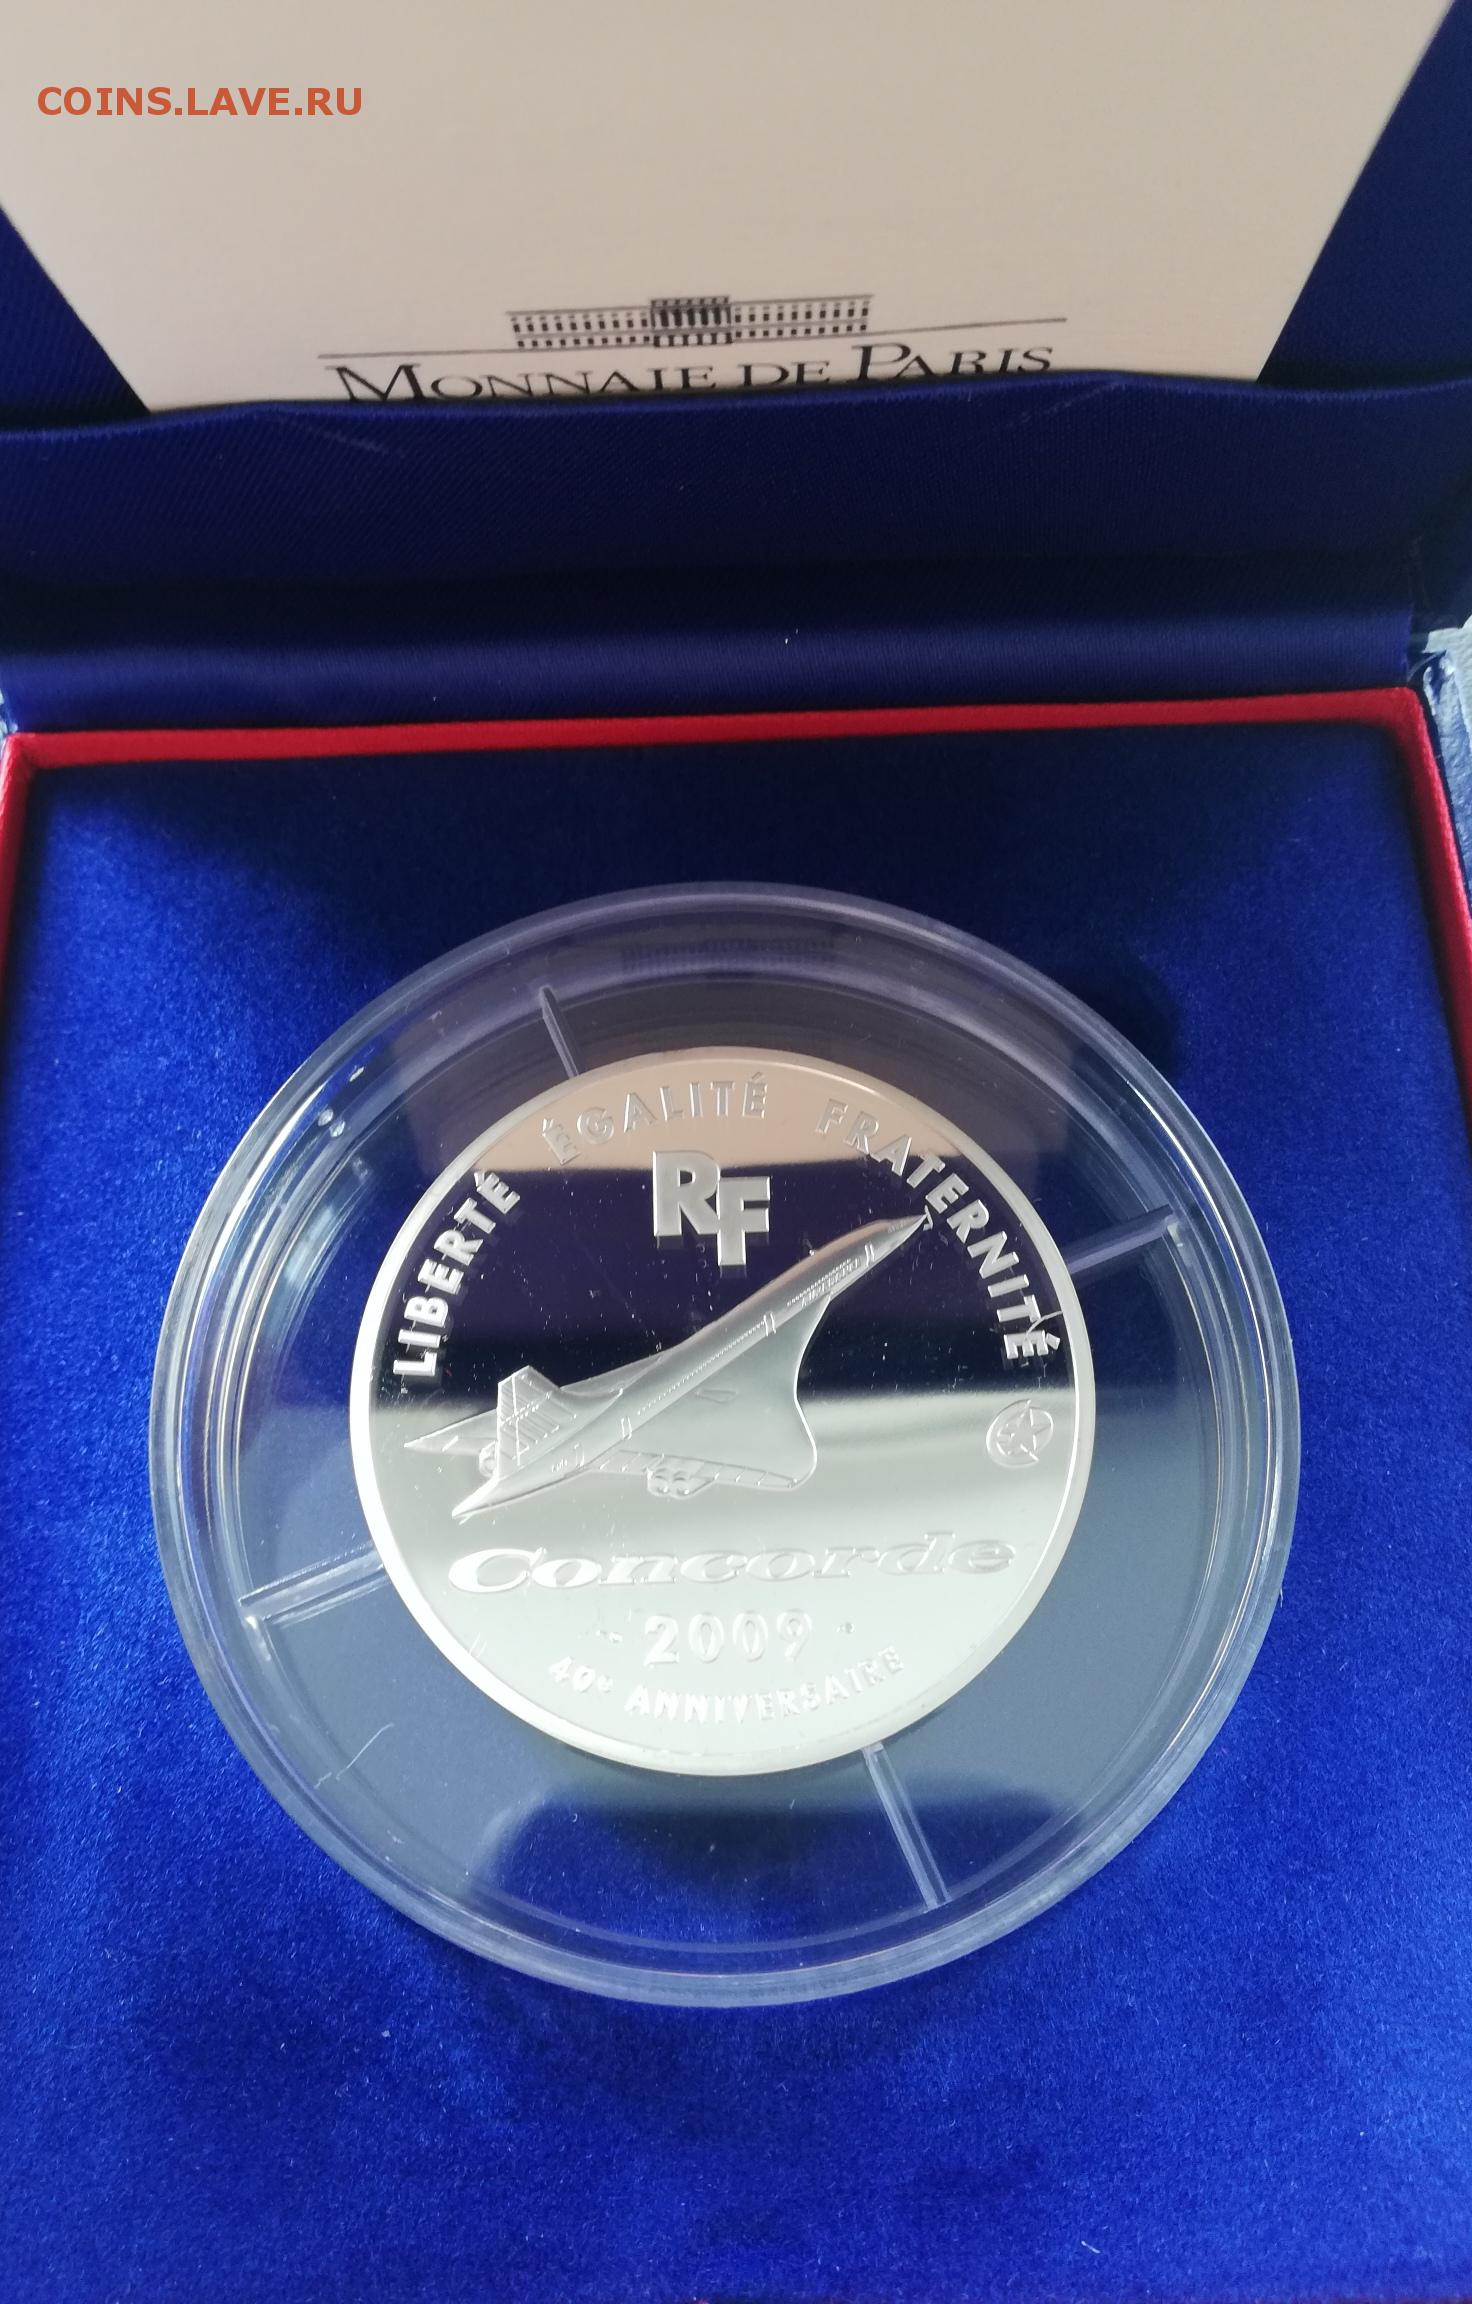 COINS.LAVE.RU
MONNAIE DE PARIS
LIBERTÉ ÉGALITÉ FRATERNITÉ
RF
Concorde
2009
40e ANNIVERSAIRE